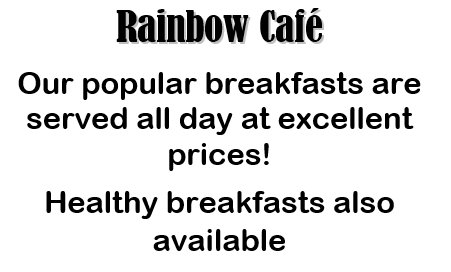 Rainbow Café
Our popular breakfasts are
served all day at excellent
prices!
Healthy breakfasts also
available